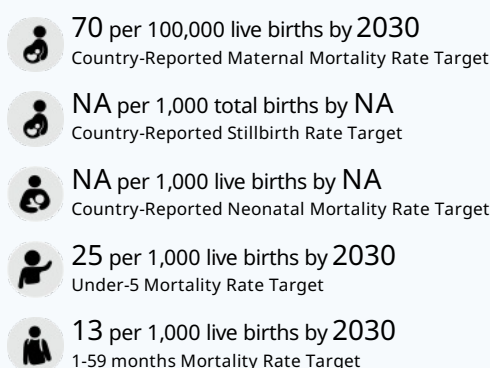 70 per 100,000 live births by 2030
Country-Reported Maternal Mortality Rate Target
NA per 1,000 total births by NA
Country-Reported Stillbirth Rate Target
NA per 1,000 live births by NA
Country-Reported Neonatal Mortality Rate Target
25 per 1,000 live births by 2030
Under-5 Mortality Rate Target
13 per 1,000 live births by 2030
1-59 months Mortality Rate Target